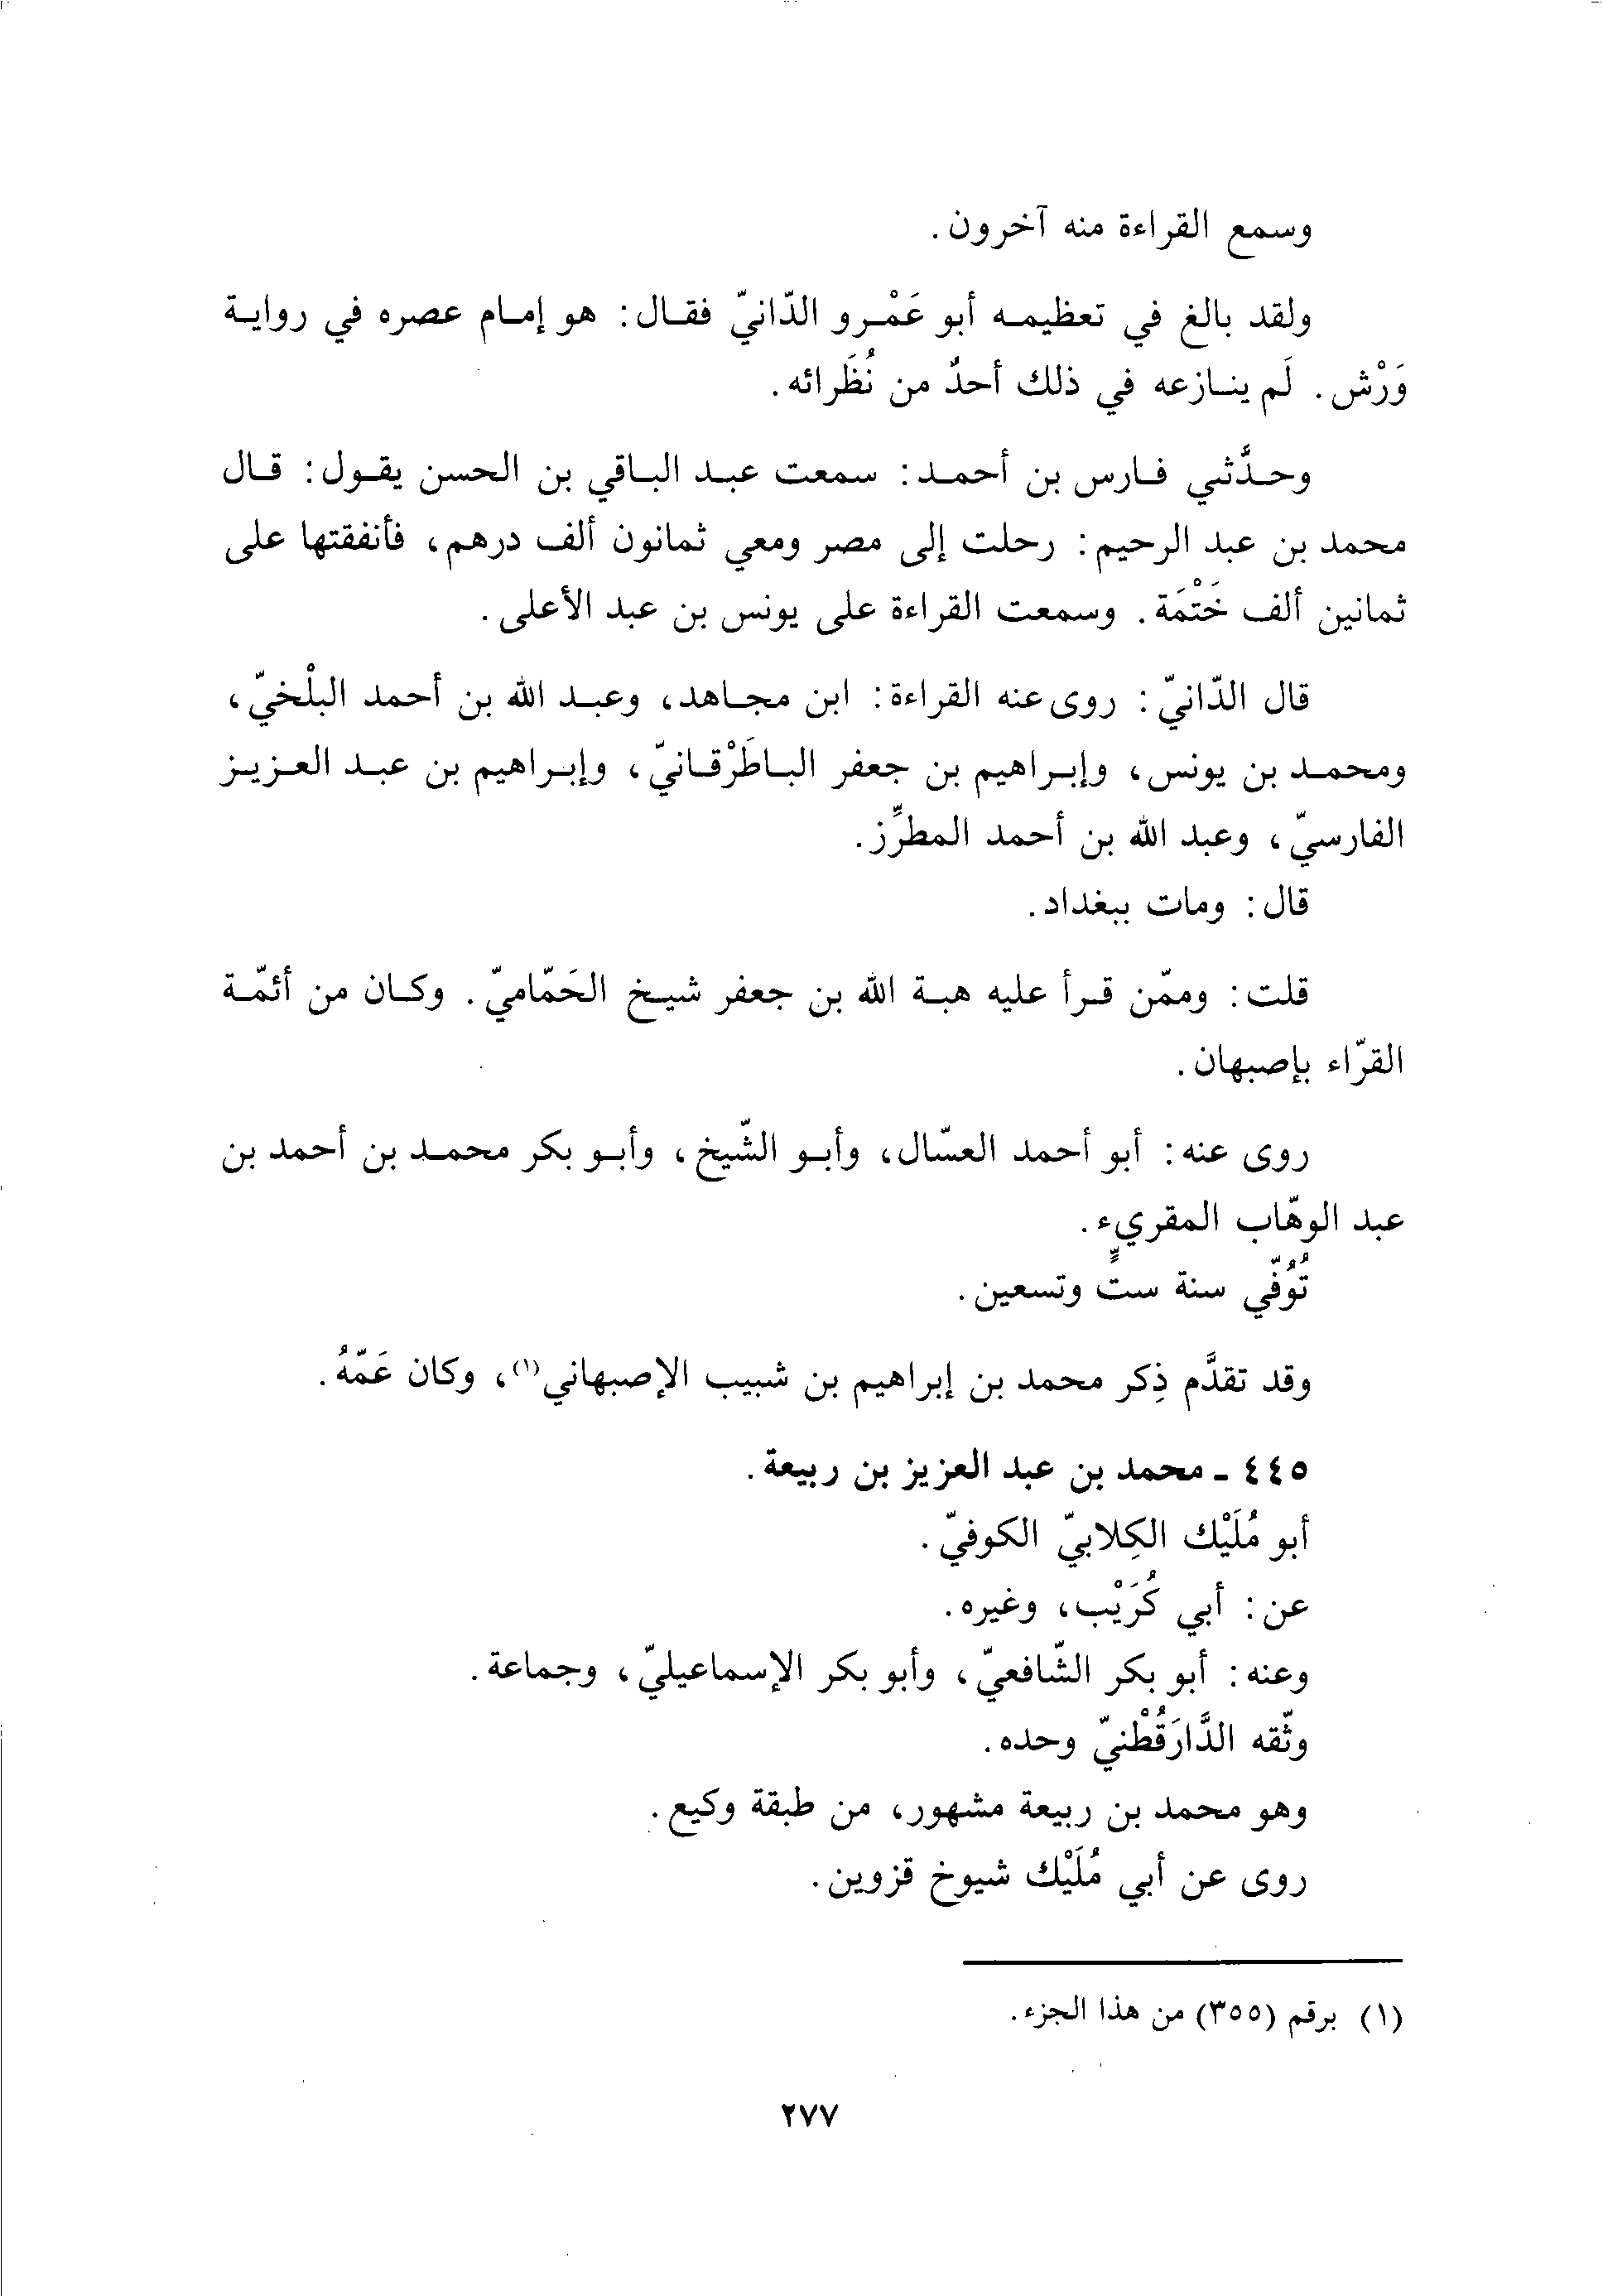 وسمع القراءة منه آخرون.
ولقد بالغ في تعظيمه أبو عَمْرو الدّانيّ فقال: هو إمام عصره في رواية
وَرْش. لَم ينازعه في ذلك أحدٌ من نُظَرائه.
وحدَّثني فارس بن أحمد: سمعت عبد الباقي بن الحسن يقول: قال
محمد بن عبد الرحيم: رحلت إلى مصر ومعي ثمانون ألف درهم، فأنفقتها على
ثمانين ألف خَتْمَة. وسمعت القراءة على يونس بن عبد الأعلى.
قال الدّانيّ: روى عنه القراءة: ابن مجاهد، وعبد الله بن أحمد البلْخيّ،
ومحمد بن يونس، وإبراهيم بن جعفر الباطَرْقانيّ، وإبراهيم بن عبد العزيز
الفارسيّ، وعبد الله بن أحمد المطرِّز.
قال: ومات ببغداد.
قلت: وممّن قرأ عليه هبة الله بن جعفر شيخ الحَمّاميّ. وكان من أئمّة
القرّاء بإصبهان.
روى عنه: أبو أحمد العسّال، وأبو الشّيخ، وأبو بكر محمد بن أحمد بن
عبد الوهّاب المقريء.
تُوُفّي سنة ستٍّ وتسعين.
وقد تقدَّم ذِكر محمد بن إبراهيم بن شبيب الإصبهاني(١)، وكان عَمّهُ.
٤٤٥ - محمد بن عبد العزيز بن ربيعة.
أبو مُلَيْك الكِلابيّ الكوفيّ.
عن: أبي كُرَيْب، وغيره.
وعنه: أبو بكر الشّافعيّ، وأبو بكر الإسماعيليّ، وجماعة.
وثّقه الدَّارَقُطْنيّ وحده.
وهو محمد بن ربيعة مشهور، من طبقة وكيع.
روى عن أبي مُلَيْك شيوخ قزوين.
(١) برقم (٣٥٥) من هذا الجزء.
٢٧٧